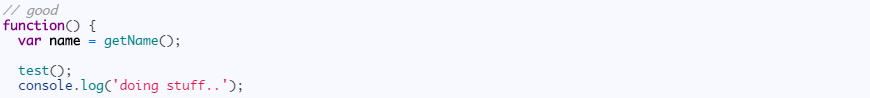 // good
function() {
  var name = getName();

  test();
  console.log('doing stuff..');